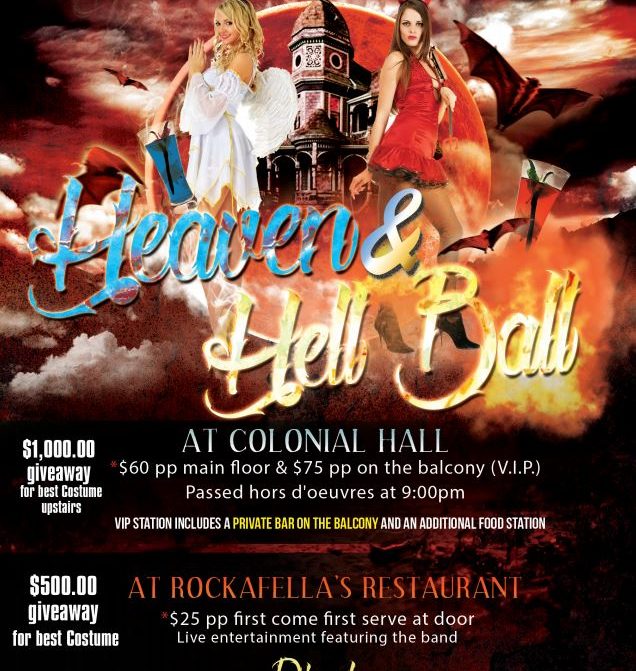 Heaven &
Hell Ball
AT COLONIAL HALL
$1,000.00
giveaway
for best Costume
upstairs
*$60 pp main floor & $75 pp on the balcony (V.I.P.)
Passed hors d'oeuvres at 9:00pm
VIP STATION INCLUDES A PRIVATE BAR ON THE BALCONY AND AN ADDITIONAL FOOD STATION
$500.00
giveaway
for best Costume
AT ROCKAFELLA'S RESTAURANT
*$25 pp first come first serve at door
Live entertainment featuring the band